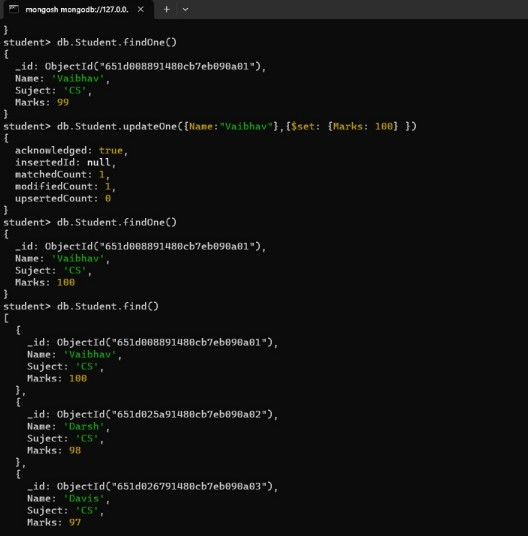 mongosh mongodb://127.0.0.
}
student> db.Student.findOne()
{
  _id: ObjectId("651d008891480cb7eb090a01"),
  Name: 'Vaibhav',
  Suject: 'CS',
  Marks: 99
}
student> db.Student.updateOne({Name:"Vaibhav"},{$set: {Marks: 100} })
{
  acknowledged: true,
  insertedId: null,
  matchedCount: 1,
  modifiedCount: 1,
  upsertedCount: 0
}
student> db.Student.findOne()
{
  _id: ObjectId("651d008891480cb7eb090a01"),
  Name: 'Vaibhav',
  Suject: 'CS',
  Marks: 100
}
student> db.Student.find()
[
  {
    _id: ObjectId("651d008891480cb7eb090a01"),
    Name: 'Vaibhav',
    Suject: 'CS',
    Marks: 100
  },
  {
    _id: ObjectId("651d025a91480cb7eb090a02"),
    Name: 'Darsh',
    Suject: 'CS',
    Marks: 98
  },
  {
    _id: ObjectId("651d026791480cb7eb090a03"),
    Name: 'Davis',
    Suject: 'CS',
    Marks: 97